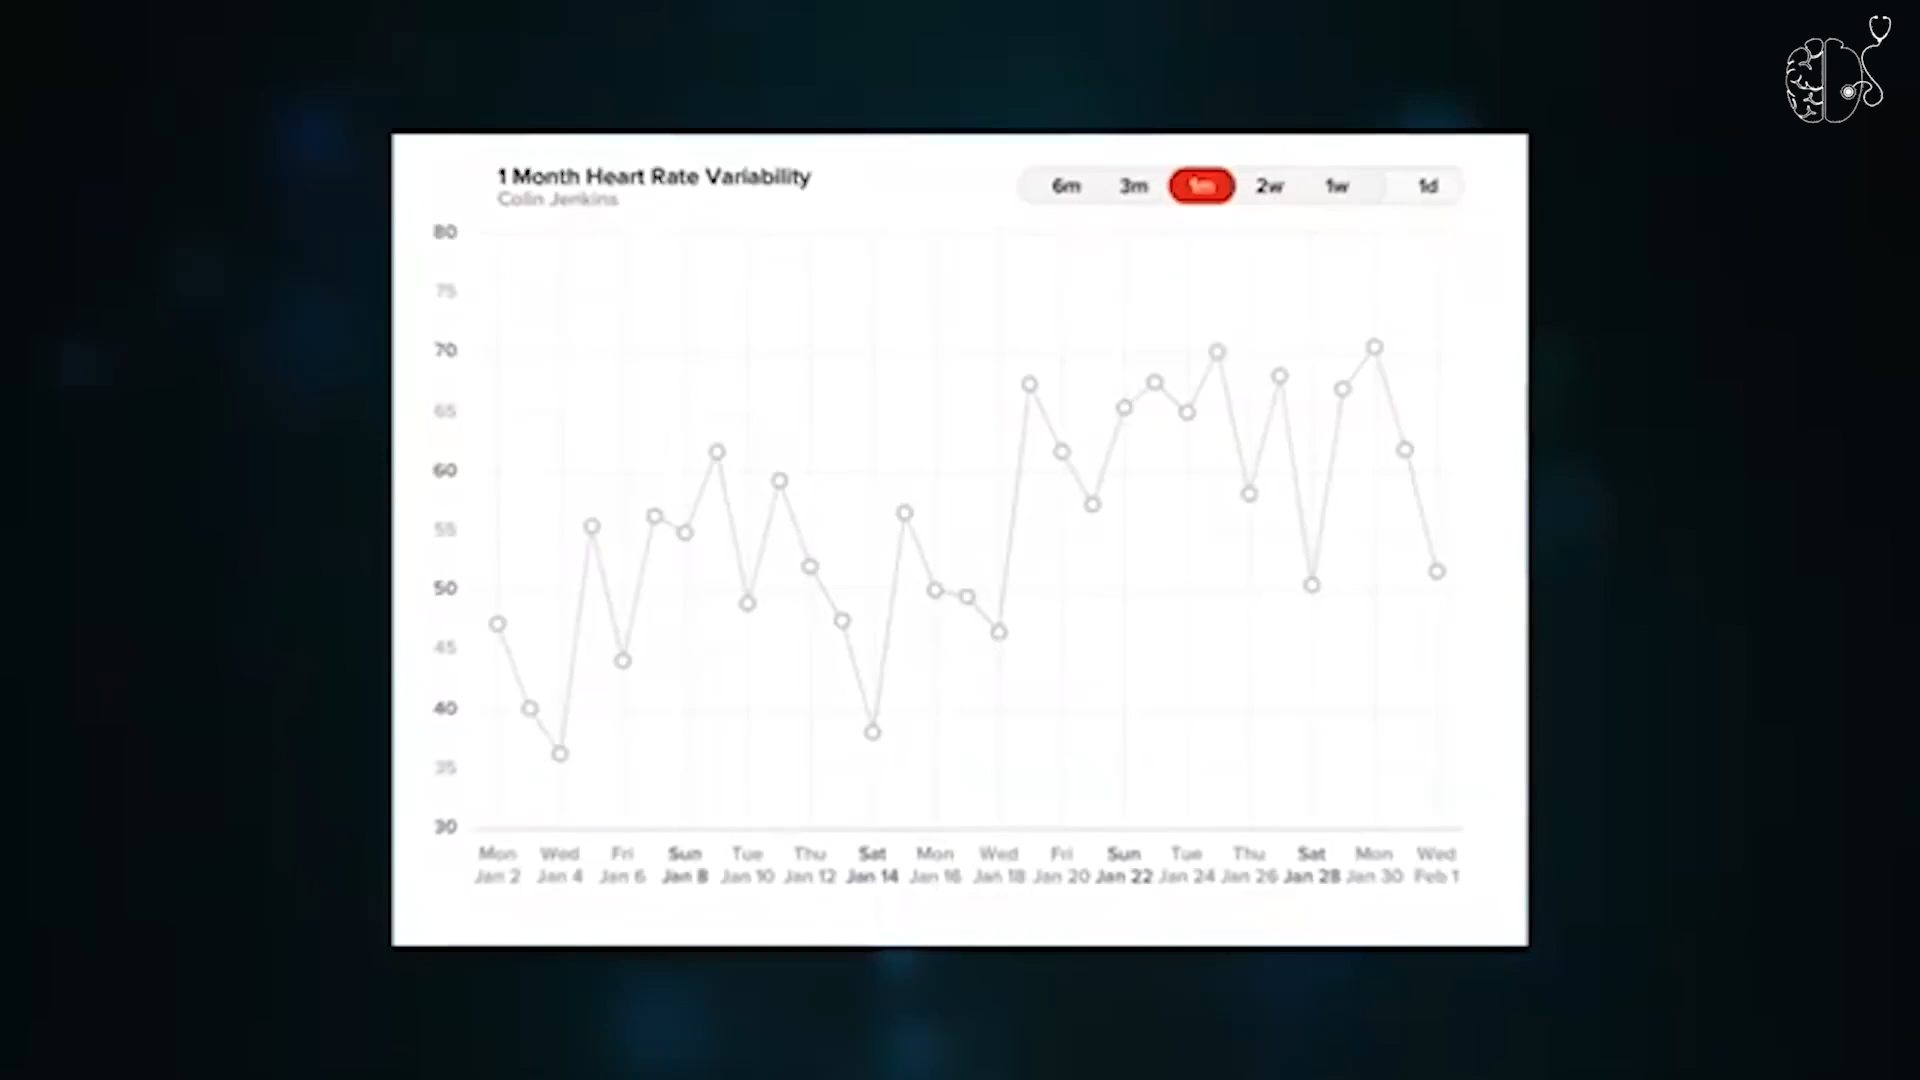 1 Month Heart Rate Variability
Colin Jenkins
6m 3m 1m 2w 1w 1d
80
75
70
65
60
55
50
45
40
35
30
Mon Wed Fri Sun Tue Thu Sat Mon Wed Fri Sun Tue Thu Sat Mon Wed
Jan 2 Jan 4 Jan 6 Jan 8 Jan 10 Jan 12 Jan 14 Jan 16 Jan 18 Jan 20 Jan 22 Jan 24 Jan 26 Jan 28 Jan 30 Feb 1